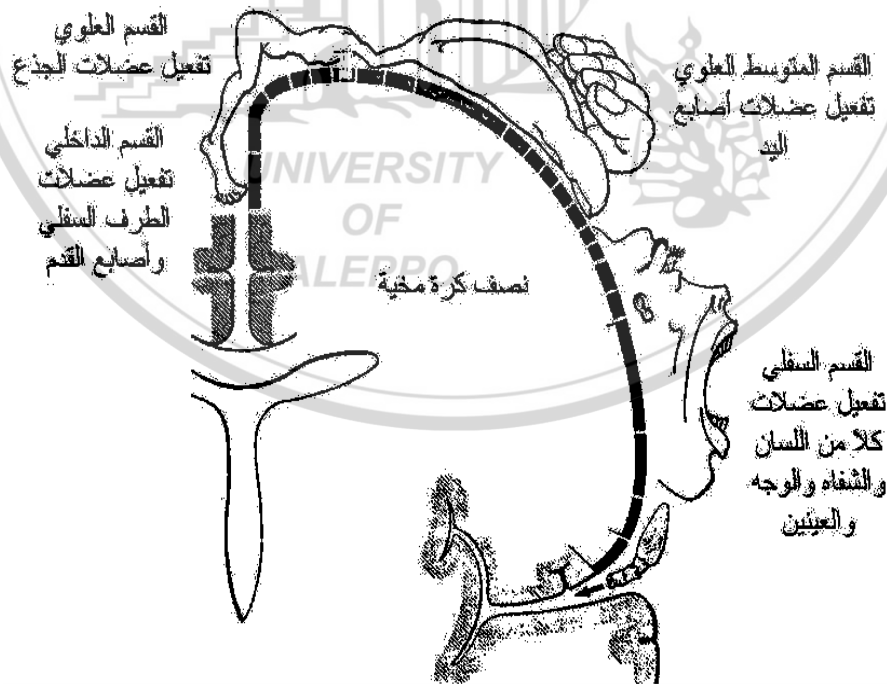 القسم العلوي
تفعيل عضلات الجذع
القسم المتوسط العلوي
تفعيل عضلات أصابع
اليد
القسم الداخلي
تفعيل عضلات
الطرف السفلي
وأصابع القدم
UNIVERSITY
OF
ALEPPO
نصف كرة مخية
القسم السفلي
تفعيل عضلات
كلا من اللسان
والشفاه والوجه
والعينين